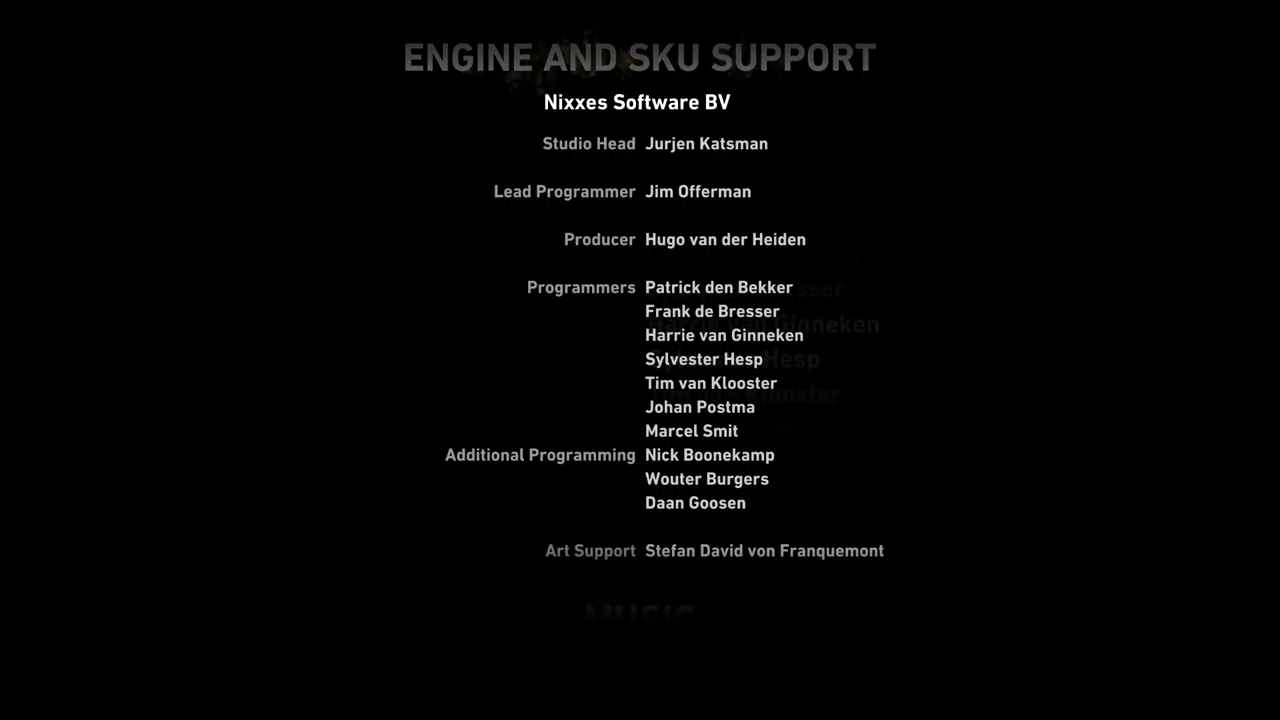 ENGINE AND SKU SUPPORT
Nixxes Software BV
Studio Head Jurjen Katsman
Lead Programmer Jim Offerman
Producer Hugo van der Heiden
Programmers Patrick den Bekker
Frank de Bresser
Harrie van Ginneken
Sylvester Hesp
Tim van Klooster
Johan Postma
Marcel Smit
Additional Programming Nick Boonekamp
Wouter Burgers
Daan Goosen
Art Support Stefan David von Franquemont
MUSIC